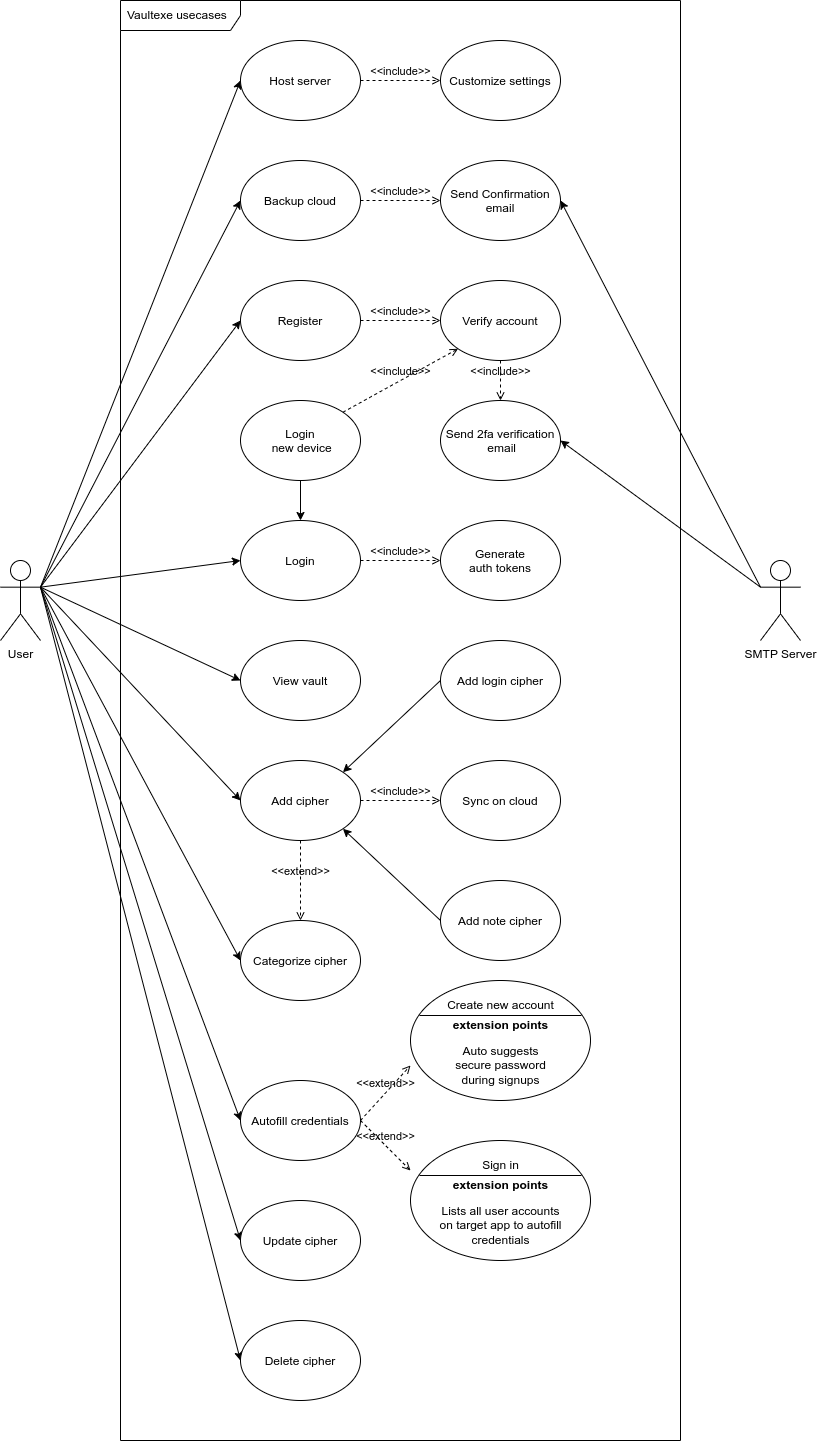 Vaultexe usecases
Host server
<<include>>
Customize settings
Backup cloud
<<include>>
Send Confirmation
email
Register
<<include>>
Verify account
<<include>>
<<include>>
Login
new device
Send 2fa verification
email
Login
<<include>>
Generate
auth tokens
User
SMTP Server
View vault
Add login cipher
Add cipher
<<include>>
Sync on cloud
<<extend>>
Add note cipher
Categorize cipher
Create new account
extension points
Auto suggests
secure password
during signups
<<extend>>
Autofill credentials
<<extend>>
Sign in
extension points
Lists all user accounts
on target app to autofill
credentials
Update cipher
Delete cipher